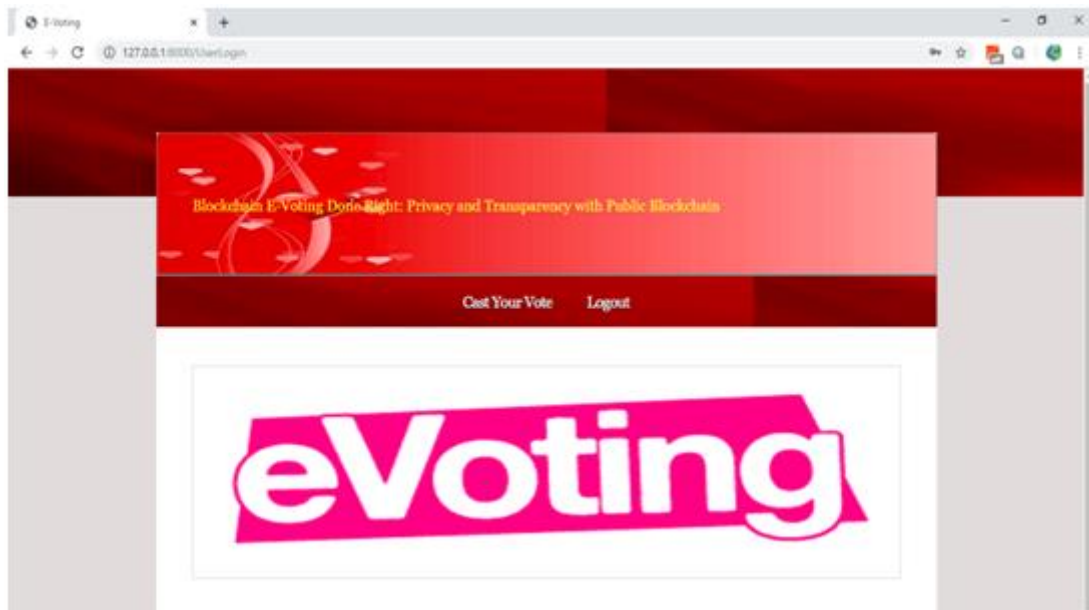 E-Voting
127.0.0.1:8000/UserLogin
Blockchain E-Voting Done Right: Privacy and Transparency with Public Blockchain
Cast Your Vote Logout
eVoting